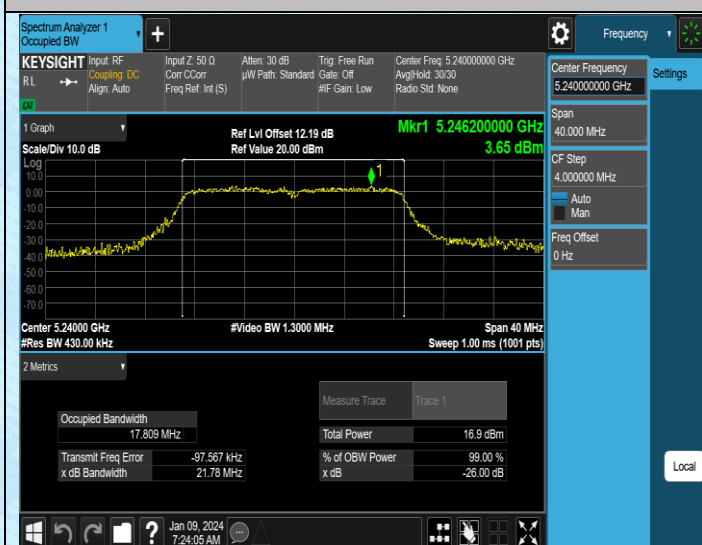 Spectrum Analyzer 1
Occupied BW
Frequency
KEYSIGHT
RL
Input: RF
Coupling: DC
Align: Auto
Input Z: 50 Ω
Corr CCorr
Freq Ref: Int (S)
Atten: 30 dB
µW Path: Standard
Trig: Free Run
Gate: Off
#IF Gain: Low
Center Freq: 5.240000000 GHz
Avg|Hold: 30/30
Radio Std: None
1 Graph
Scale/Div 10.0 dB
Ref Lvl Offset 12.19 dB
Ref Value 20.00 dBm
Mkr1 5.246200000 GHz
3.65 dBm
Log
10.0
0.00
-10.0
-20.0
-30.0
-40.0
-50.0
-60.0
-70.0
1
Center 5.24000 GHz
#Res BW 430.00 kHz
#Video BW 1.3000 MHz
Span 40 MHz
Sweep 1.00 ms (1001 pts)
2 Metrics
Measure Trace
Trace 1
Occupied Bandwidth
17.809 MHz
Total Power
16.9 dBm
Transmit Freq Error
-97.567 kHz
% of OBW Power
99.00 %
x dB Bandwidth
21.78 MHz
x dB
-26.00 dB
Jan 09, 2024
7:24:05 AM
Center Frequency
5.240000000 GHz
Settings
Span
40.000 MHz
CF Step
4.000000 MHz
Auto
Man
Freq Offset
0 Hz
Local